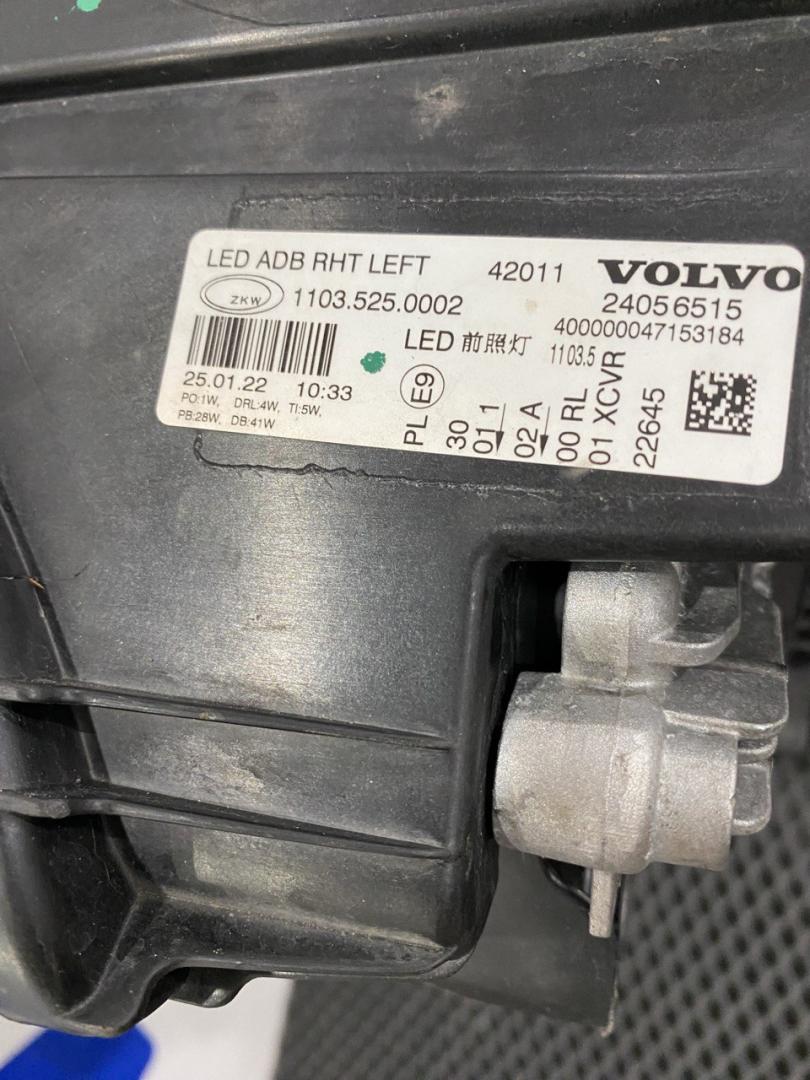 LED ADB RHT LEFT 42011 VOLVO
ZKW 1103.525.0002 24056515
400000047153184
LED 前照灯 1103.5
25.01.22 10:33
PO:1W, DRL:4W, TI:5W,
PB:28W, DB:41W
PL E9
30
01 1
02 A
00 RL
01 XCVR
22645